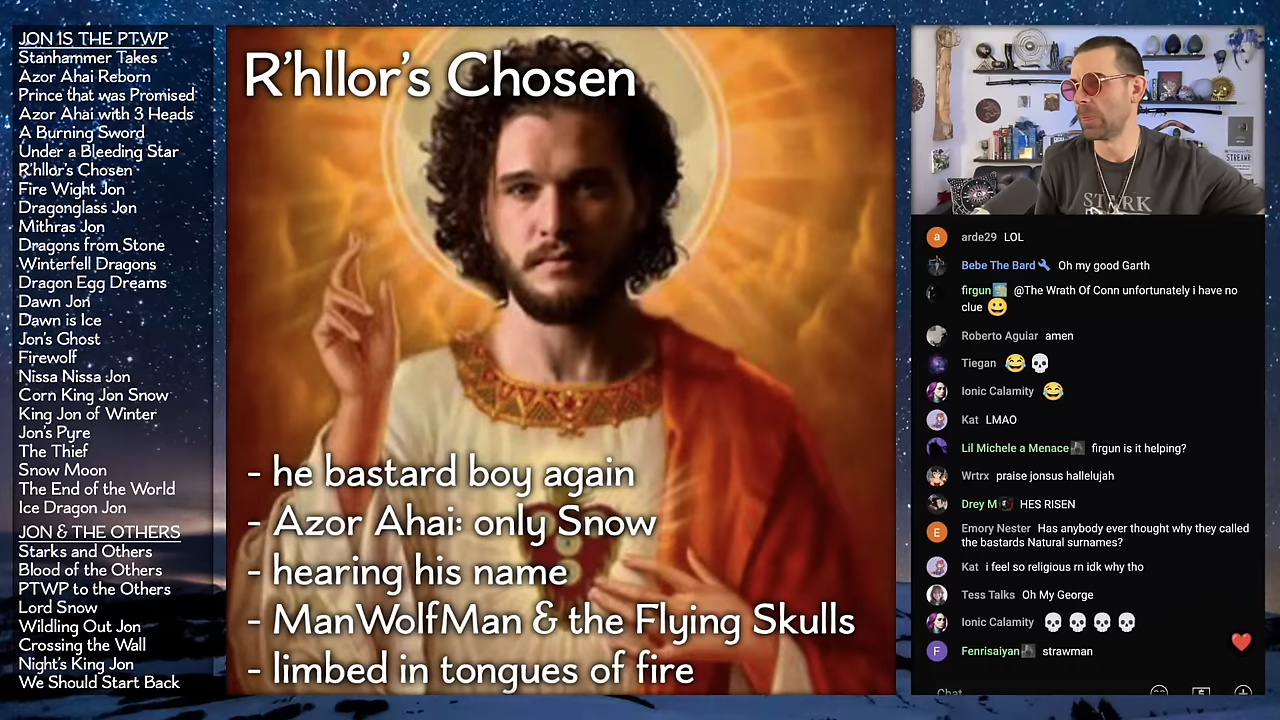 JON IS THE PTWP
Stanhammer Takes
Azor Ahai Reborn
Prince that was Promised
Azor Ahai with 3 Heads
A Burning Sword
Under a Bleeding Star
R'hllor's Chosen
Fire Wight Jon
Dragonglass Jon
Mithras Jon
Dragons from Stone
Winterfell Dragons
Dragon Egg Dreams
Dawn Jon
Dawn is Ice
Jon's Ghost
Firewolf
Nissa Nissa Jon
Corn King Jon Snow
King Jon of Winter
Jon's Pyre
The Thief
Snow Moon
The End of the World
Ice Dragon Jon
JON & THE OTHERS
Starks and Others
Blood of the Others
PTWP to the Others
Lord Snow
Wildling Out Jon
Crossing the Wall
Night's King Jon
We Should Start Back
R'hllor's Chosen
- he bastard boy again
- Azor Ahai: only Snow
- hearing his name
- ManWolfMan & the Flying Skulls
- limbed in tongues of fire
STARK
a
arde29 LOL
Bebe The Bard Oh my good Garth
firgun @The Wrath Of Conn unfortunately i have no
clue 😀
Roberto Aguiar amen
Tiegan 😂💀
Ionic Calamity 😂
Kat LMAO
Lil Michele a Menace firgun is it helping?
Wrtrx praise jonsus hallelujah
Drey M HES RISEN
E
Emory Nester Has anybody ever thought why they called
the bastards Natural surnames?
Kat i feel so religious rn idk why tho
Tess Talks Oh My George
Ionic Calamity 💀💀💀💀
F
Fenrisaiyan strawman
Chat